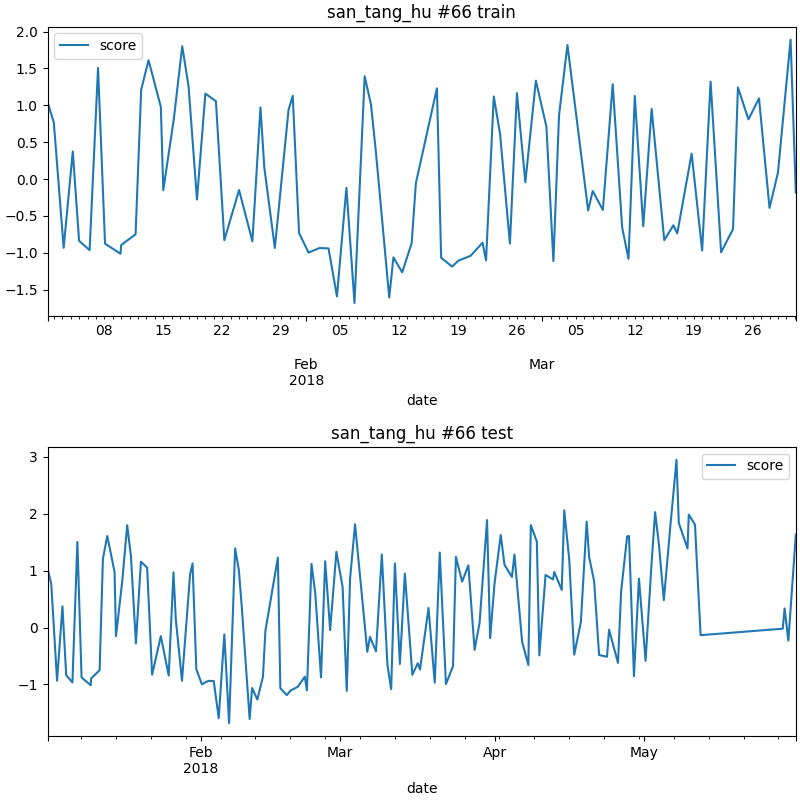 san_tang_hu #66 train
2.0
1.5
1.0
0.5
0.0
−0.5
−1.0
−1.5
score
08 15 22 29 05 12 19 26 05 12 19 26
Feb Mar
2018
date
san_tang_hu #66 test
3
2
1
0
−1
score
Feb Mar Apr May
2018
date